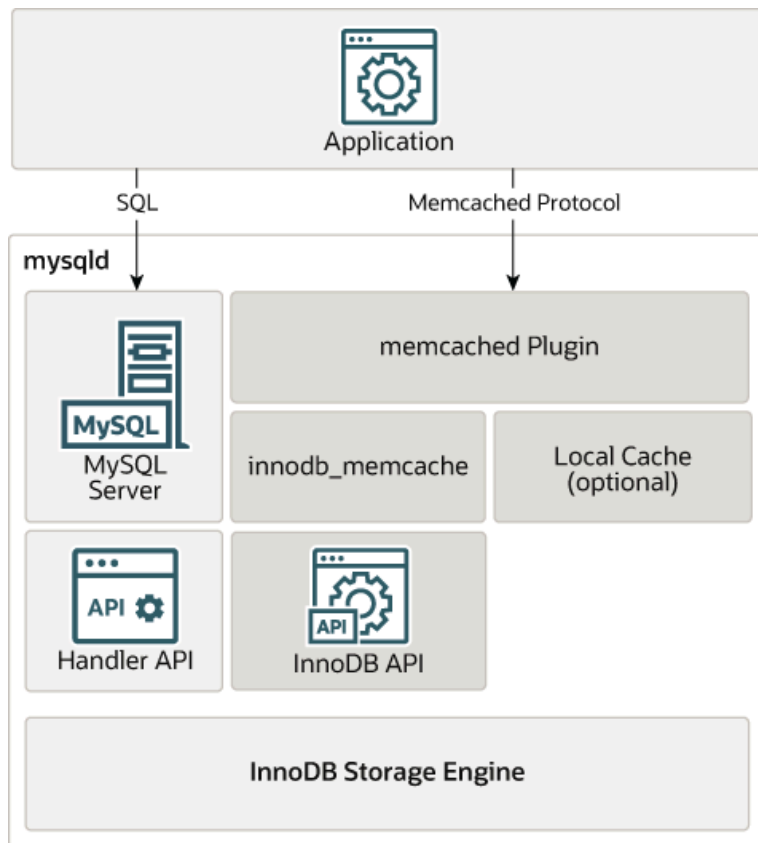 Application
SQL
Memcached Protocol
mysqld
MySQL
MySQL
Server
memcached Plugin
innodb_memcache
Local Cache
(optional)
API
Handler API
API
InnoDB API
InnoDB Storage Engine